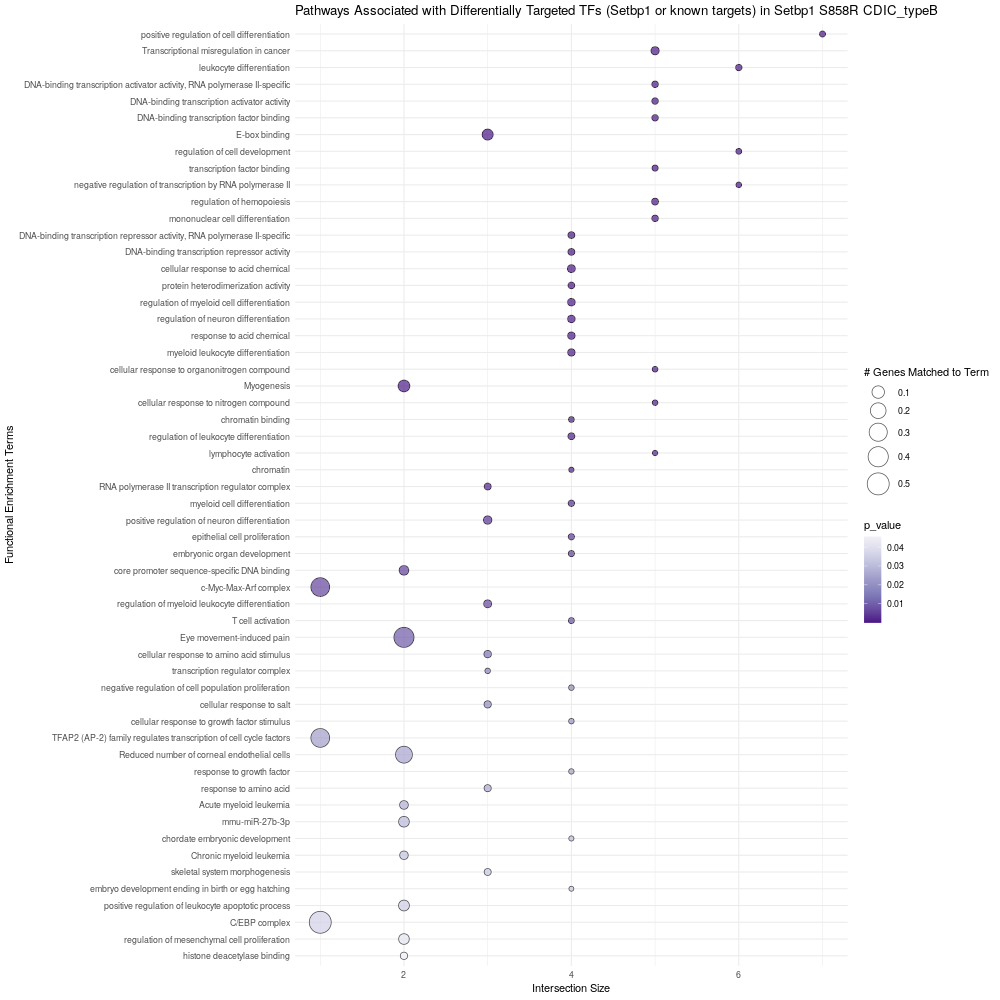 Pathways Associated with Differentially Targeted TFs (Setbp1 or known targets) in Setbp1 S858R CDIC_typeB
Functional Enrichment Terms
positive regulation of cell differentiation
Transcriptional misregulation in cancer
leukocyte differentiation
DNA-binding transcription activator activity, RNA polymerase II-specific
DNA-binding transcription activator activity
DNA-binding transcription factor binding
E-box binding
regulation of cell development
transcription factor binding
negative regulation of transcription by RNA polymerase II
regulation of hemopoiesis
mononuclear cell differentiation
DNA-binding transcription repressor activity, RNA polymerase II-specific
DNA-binding transcription repressor activity
cellular response to acid chemical
protein heterodimerization activity
regulation of myeloid cell differentiation
regulation of neuron differentiation
response to acid chemical
myeloid leukocyte differentiation
cellular response to organonitrogen compound
Myogenesis
cellular response to nitrogen compound
chromatin binding
regulation of leukocyte differentiation
lymphocyte activation
chromatin
RNA polymerase II transcription regulator complex
myeloid cell differentiation
positive regulation of neuron differentiation
epithelial cell proliferation
embryonic organ development
core promoter sequence-specific DNA binding
c-Myc-Max-Arf complex
regulation of myeloid leukocyte differentiation
T cell activation
Eye movement-induced pain
cellular response to amino acid stimulus
transcription regulator complex
negative regulation of cell population proliferation
cellular response to salt
cellular response to growth factor stimulus
TFAP2 (AP-2) family regulates transcription of cell cycle factors
Reduced number of corneal endothelial cells
response to growth factor
response to amino acid
Acute myeloid leukemia
mmu-miR-27b-3p
chordate embryonic development
Chronic myeloid leukemia
skeletal system morphogenesis
embryo development ending in birth or egg hatching
positive regulation of leukocyte apoptotic process
C/EBP complex
regulation of mesenchymal cell proliferation
histone deacetylase binding
2
4
6
Intersection Size
# Genes Matched to Term
0.1
0.2
0.3
0.4
0.5
p_value
0.04
0.03
0.02
0.01